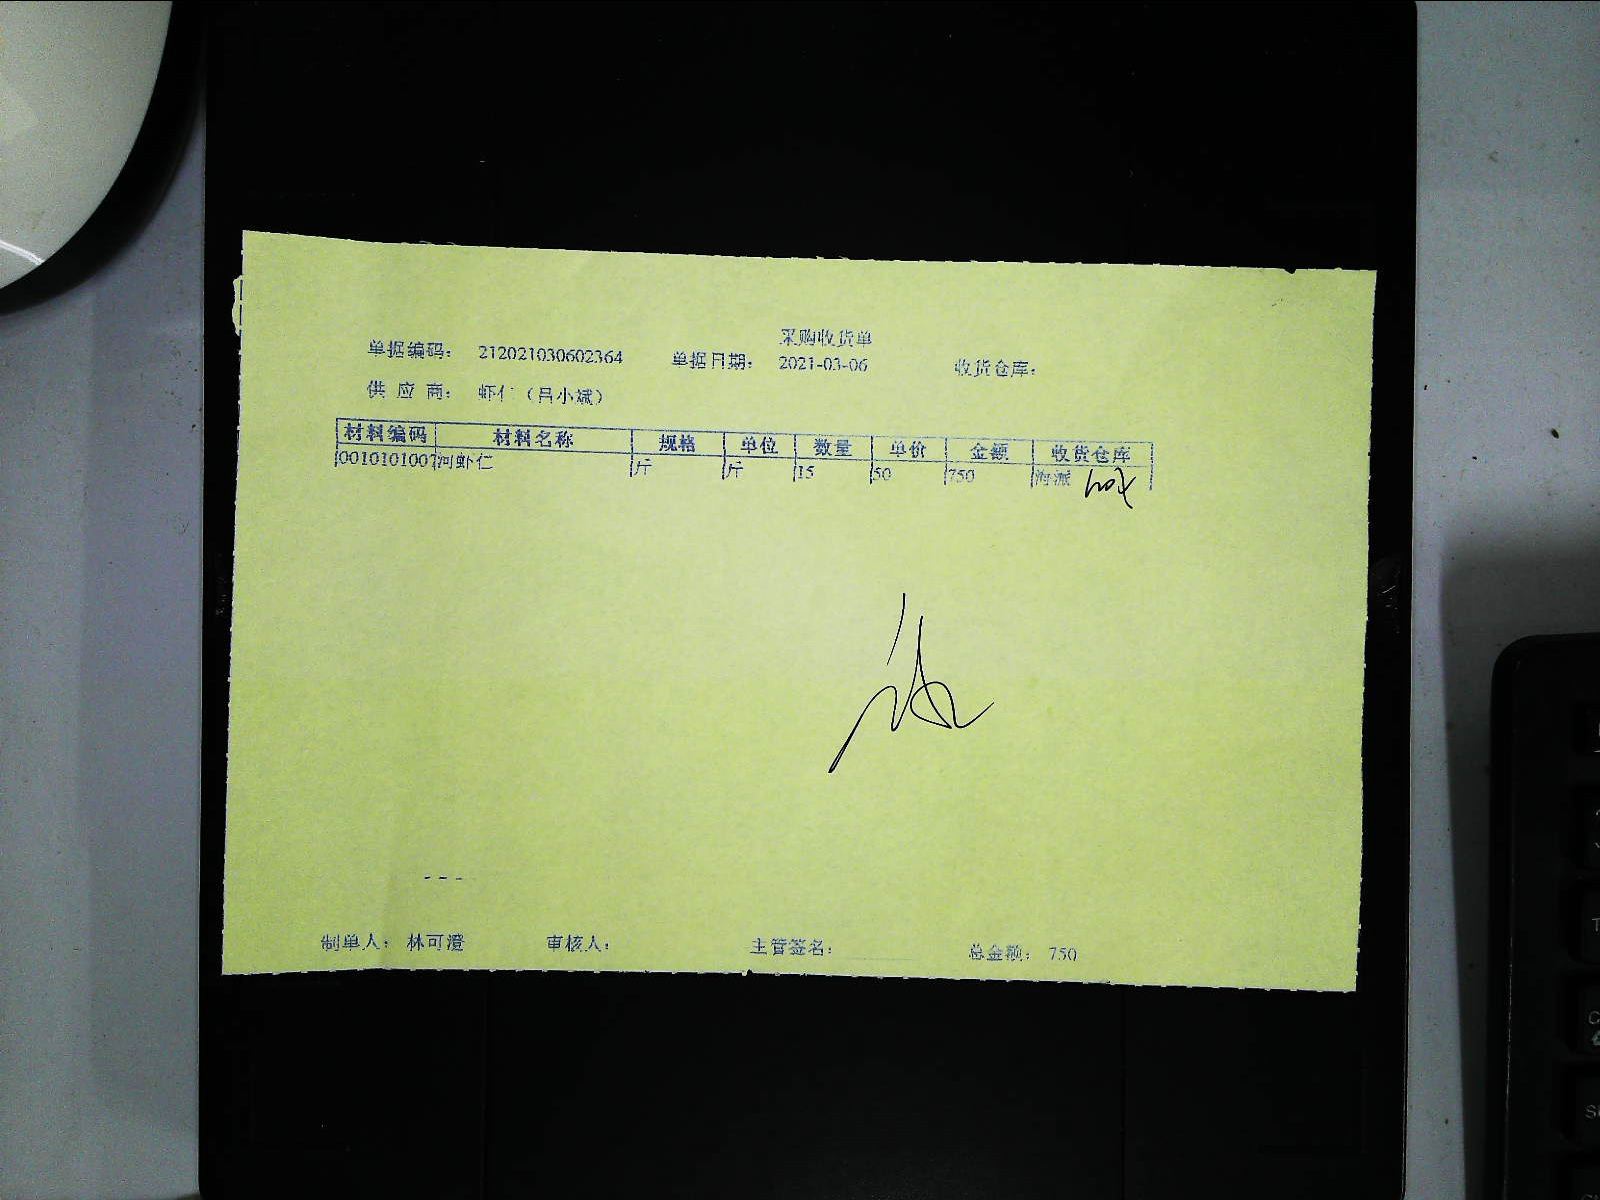 采购收货单
单据编码： 212021030602364 单据日期： 2021-03-06 收货仓库：
供 应 商： 虾仁（吕小斌）
材料编码 材料名称 规格 单位 数量 单价 金额 收货仓库
0010101007 河虾仁 斤 斤 15 50 750 海派
制单人： 林可澄 审核人： 主管签名： 总金额： 750